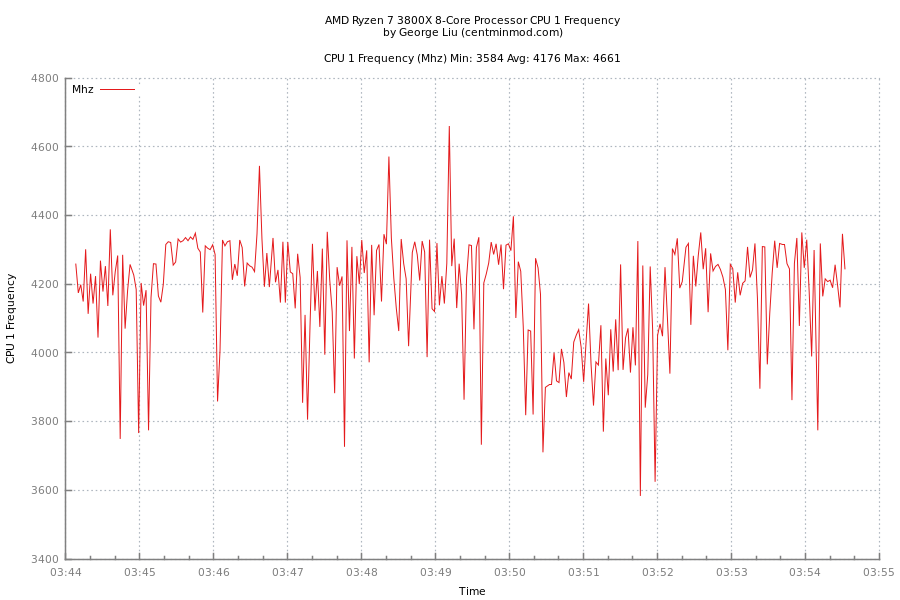 AMD Ryzen 7 3800X 8-Core Processor CPU 1 Frequency
by George Liu (centminmod.com)
CPU 1 Frequency (Mhz) Min: 3584 Avg: 4176 Max: 4661
4800
Mhz
4600
4400
4200
4000
3800
3600
3400
CPU 1 Frequency
03:44 03:45 03:46 03:47 03:48 03:49 03:50 03:51 03:52 03:53 03:54 03:55
Time